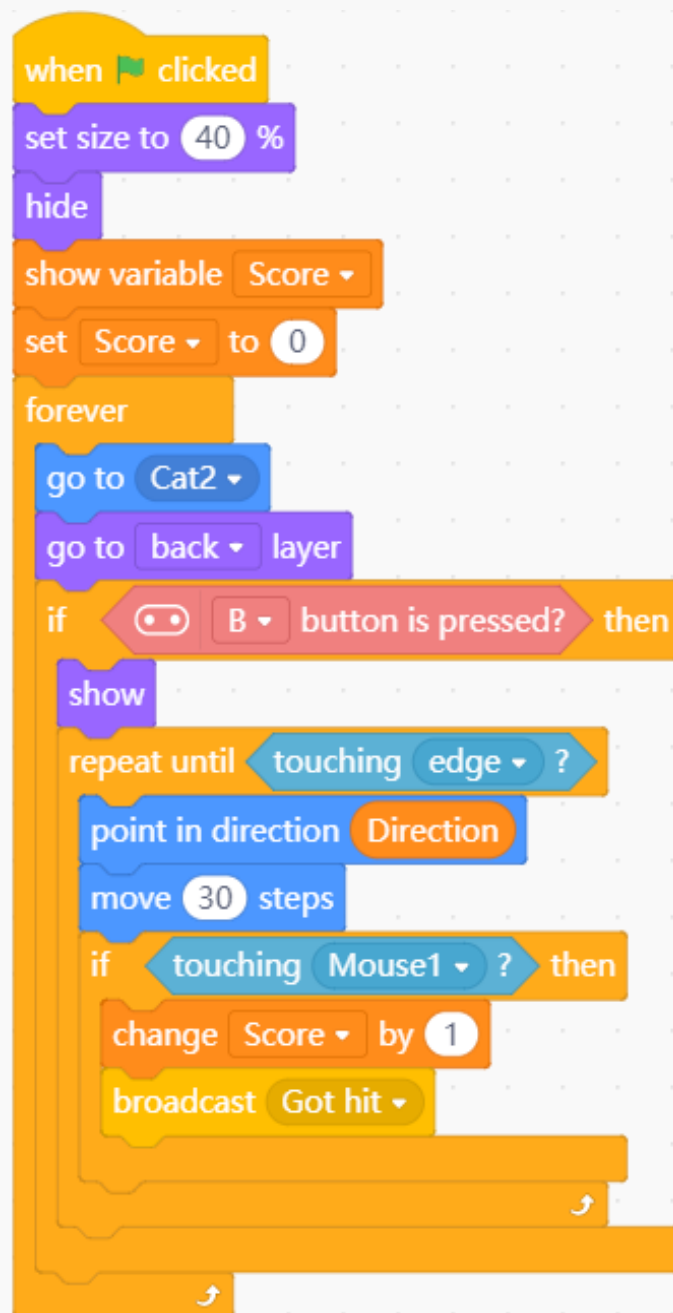 when clicked
set size to 40 %
hide
show variable Score
set Score to 0
forever
go to Cat2
go to back layer
if B button is pressed? then
show
repeat until touching edge ?
point in direction Direction
move 30 steps
if touching Mouse1 ? then
change Score by 1
broadcast Got hit